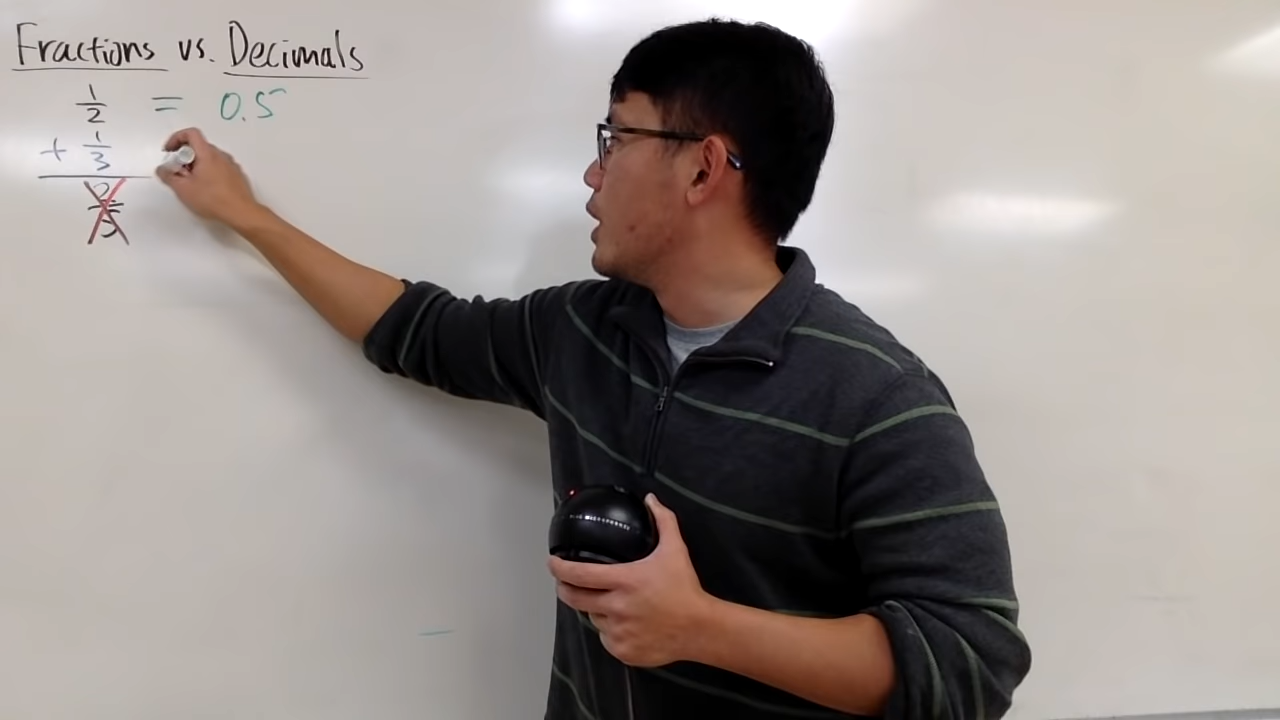 Fractions vs. Decimals
1/2 = 0.5
+ 1/3
2/5